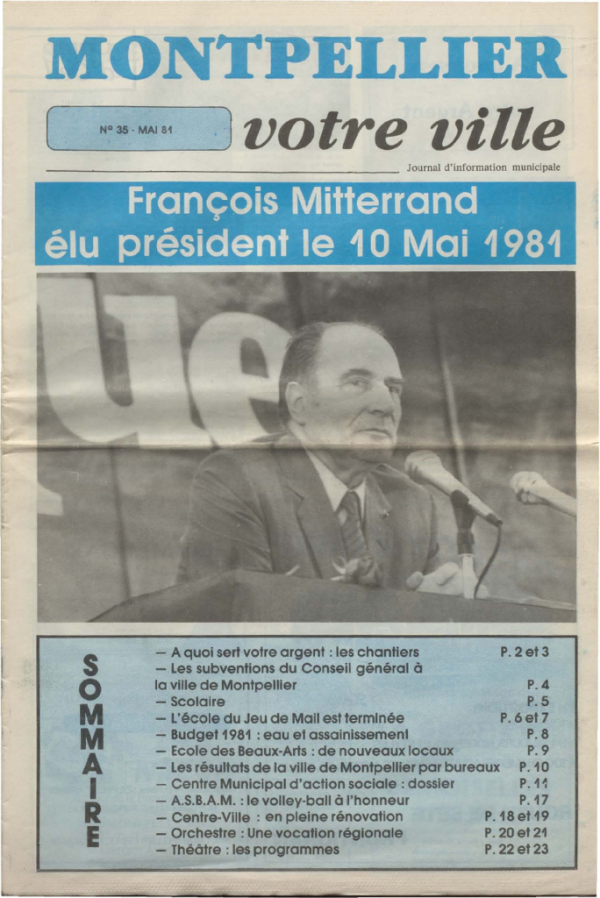 MONTPELLIER
N° 35 - MAI 81
votre ville
Journal d'information municipale
François Mitterrand
élu président le 10 Mai 1981
ue
SOMMAIRE
– A quoi sert votre argent : les chantiers P. 2 et 3
– Les subventions du Conseil général à
la ville de Montpellier P. 4
– Scolaire P. 5
– L'école du Jeu de Mail est terminée P. 6 et 7
– Budget 1981 : eau et assainissement P. 8
– Ecole des Beaux-Arts : de nouveaux locaux P. 9
– Les résultats de la ville de Montpellier par bureaux P. 10
– Centre Municipal d'action sociale : dossier P. 11
– A.S.B.A.M. : le volley-ball à l'honneur P. 17
– Centre-Ville : en pleine rénovation P. 18 et 19
– Orchestre : Une vocation régionale P. 20 et 21
– Théâtre : les programmes P. 22 et 23